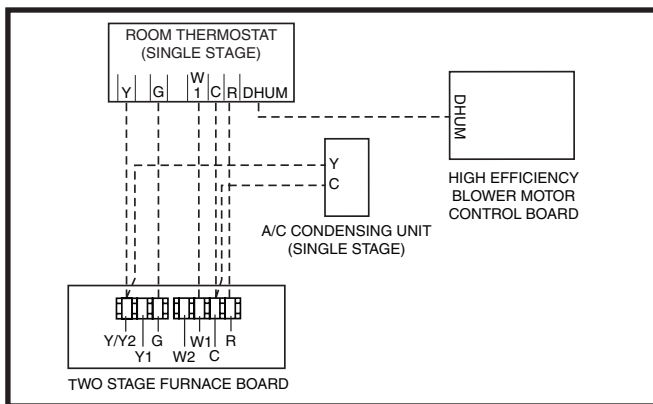 ROOM THERMOSTAT
(SINGLE STAGE)
Y G W1 C R DHUM
DHUM
HIGH EFFICIENCY
BLOWER MOTOR
CONTROL BOARD
Y
C
A/C CONDENSING UNIT
(SINGLE STAGE)
Y/Y2 G W1 R
Y1 W2 C
TWO STAGE FURNACE BOARD